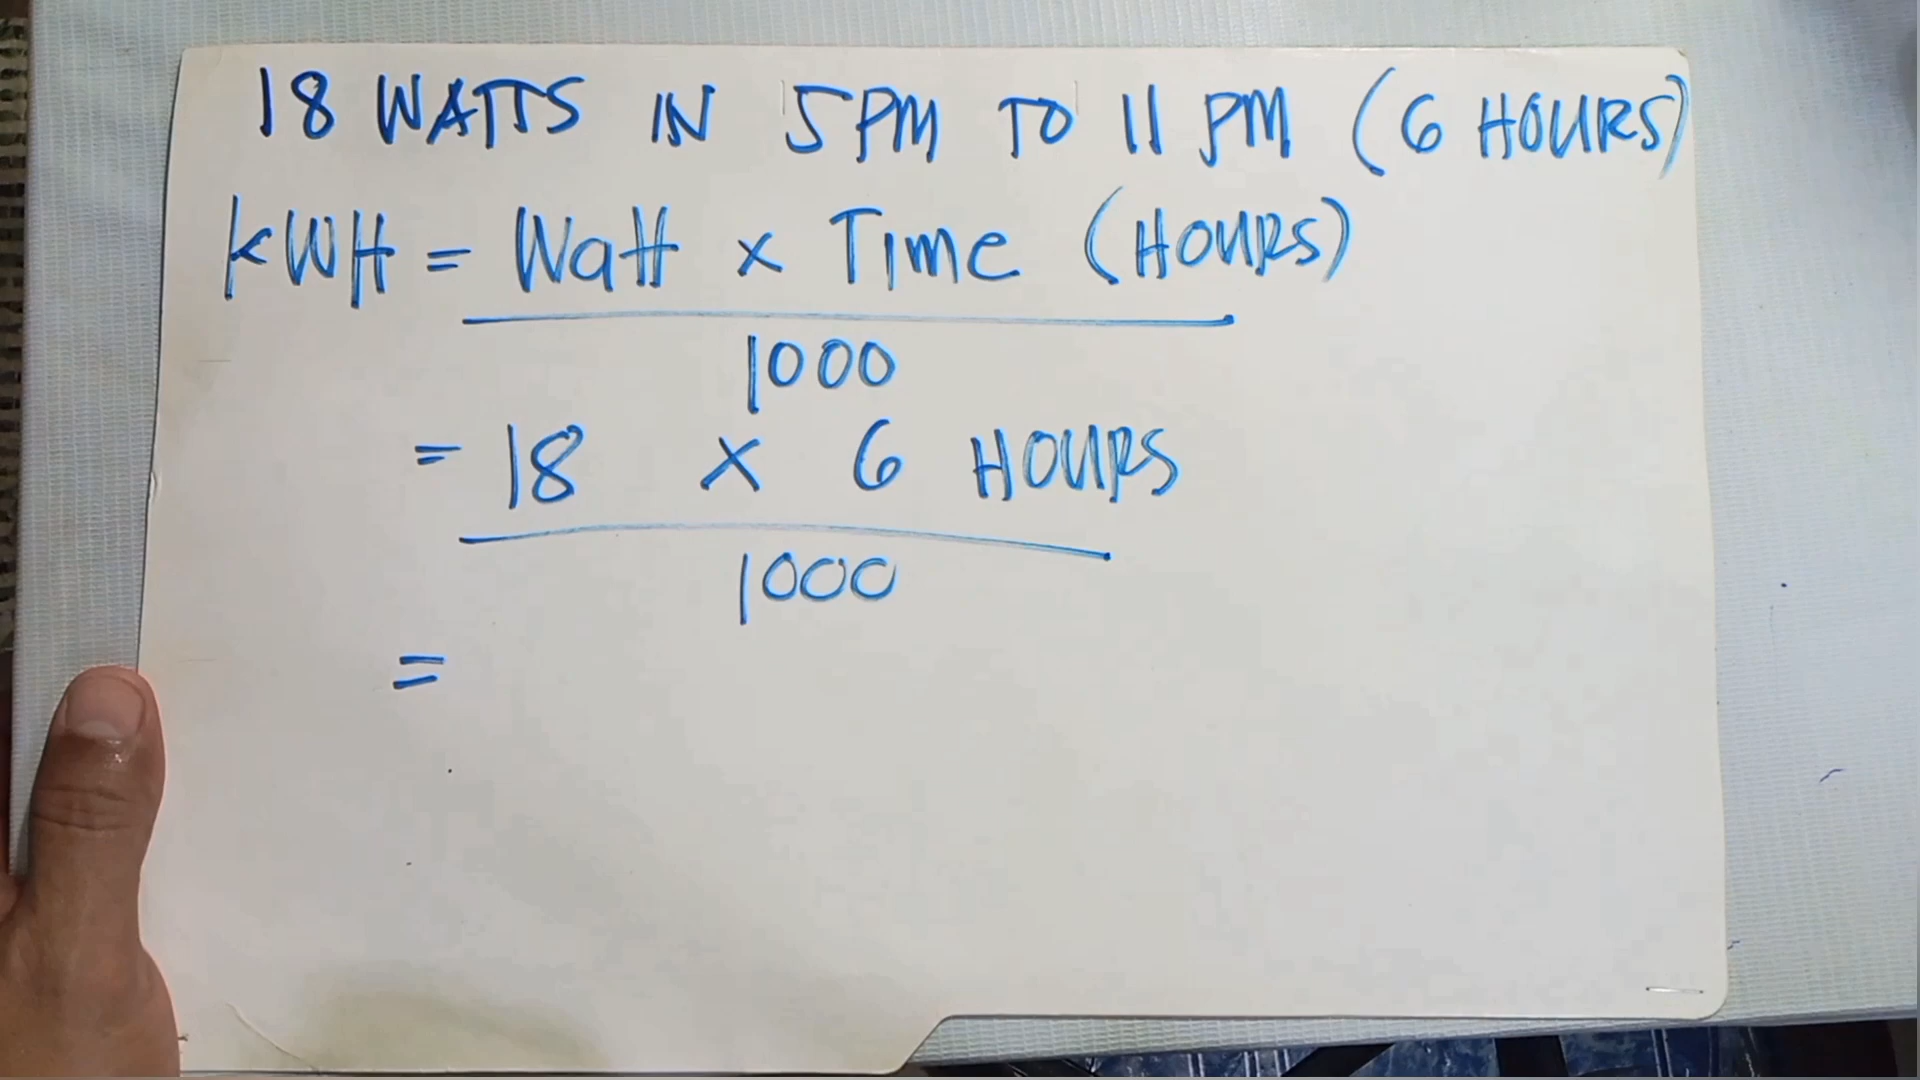 18 WATTS IN 5PM TO 11 PM (6 HOURS)
kWH = Watt x Time (HOURS)
1000
= 18 x 6 HOURS
1000
=